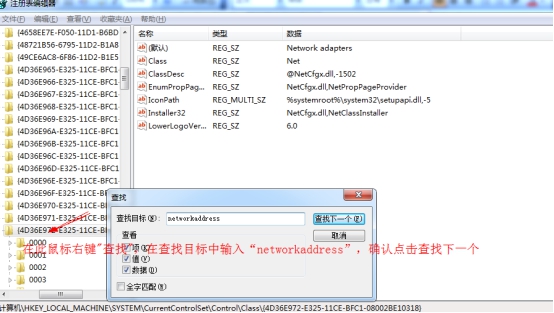 注册表编辑器
文件(F) 编辑(E) 查看(V) 收藏夹(A) 帮助(H)
{4658EE7E-F050-11D1-B6BD
{48721B56-6795-11D2-B1A8
{49CE6AC8-6F86-11D2-B1E5
{4D36E965-E325-11CE-BFC1
{4D36E966-E325-11CE-BFC1
{4D36E967-E325-11CE-BFC1
{4D36E968-E325-11CE-BFC1
{4D36E969-E325-11CE-BFC1
{4D36E96A-E325-11CE-BFC1
{4D36E96B-E325-11CE-BFC1
{4D36E96C-E325-11CE-BFC1
{4D36E96D-E325-11CE-BFC1
{4D36E96E-E325-11CE-BFC1
{4D36E96F-E325-11CE-BFC1
{4D36E970-E325-11CE-BFC1
{4D36E971-E325-11CE-BFC1
{4D36E972-E325-11CE-BFC1
0000
0001
0002
0003
名称 类型 数据
(默认) REG_SZ Network adapters
Class REG_SZ Net
ClassDesc REG_SZ @NetCfgx.dll,-1502
EnumPropPag... REG_SZ NetCfgx.dll,NetPropPageProvider
IconPath REG_MULTI_SZ %systemroot%\system32\setupapi.dll,-5
Installer32 REG_SZ NetCfgx.dll,NetClassInstaller
LowerLogoVer... REG_SZ 6.0
查找
查找目标(N): networkaddress 查找下一个(F)
查看 取消
项(K)
值(V)
数据(D)
全字匹配(W)
在此鼠标右键"查找",在查找目标中输入“networkaddress”,确认点击查找下一个
计算机\HKEY_LOCAL_MACHINE\SYSTEM\CurrentControlSet\Control\Class\{4D36E972-E325-11CE-BFC1-08002BE10318}